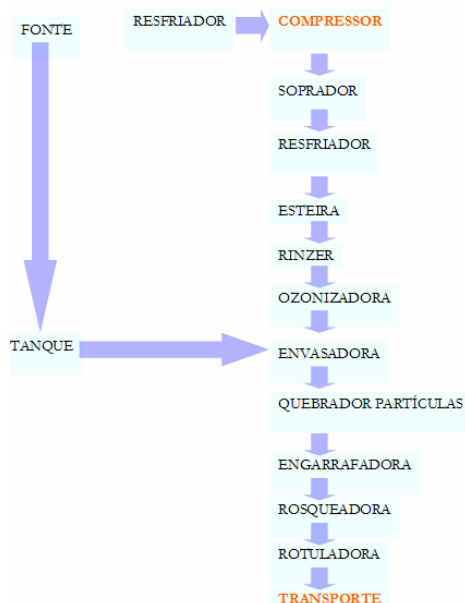 FONTE
RESFRIADOR
COMPRESSOR
SOPRADOR
RESFRIADOR
ESTEIRA
RINZER
OZONIZADORA
TANQUE
ENVASADORA
QUEBRADOR PARTÍCULAS
ENGARRAFADORA
ROSQUEADORA
ROTULADORA
TRANSPORTE